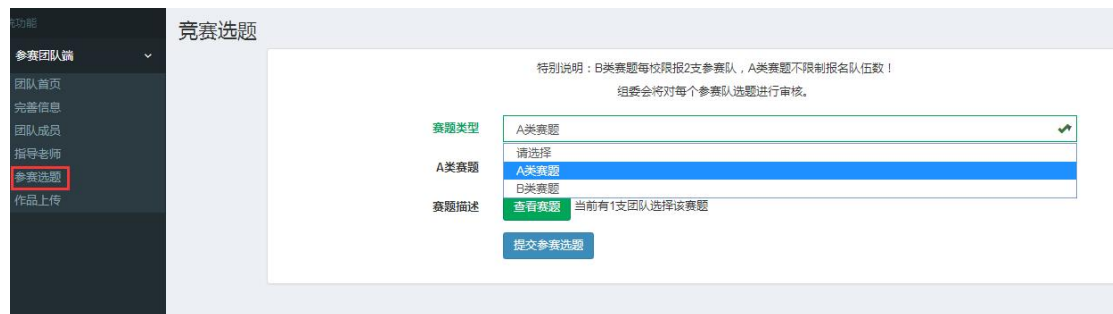 竞赛选题
参赛团队端
团队首页
完善信息
团队成员
指导老师
参赛选题
作品上传
特别说明：B类赛题每校限报2支参赛队，A类赛题不限制报名队伍数！
组委会将对每个参赛队选题进行审核。
赛题类型
A类赛题
请选择
A类赛题
A类赛题
B类赛题
赛题描述
查看赛题 当前有1支团队选择该赛题
提交参赛选题